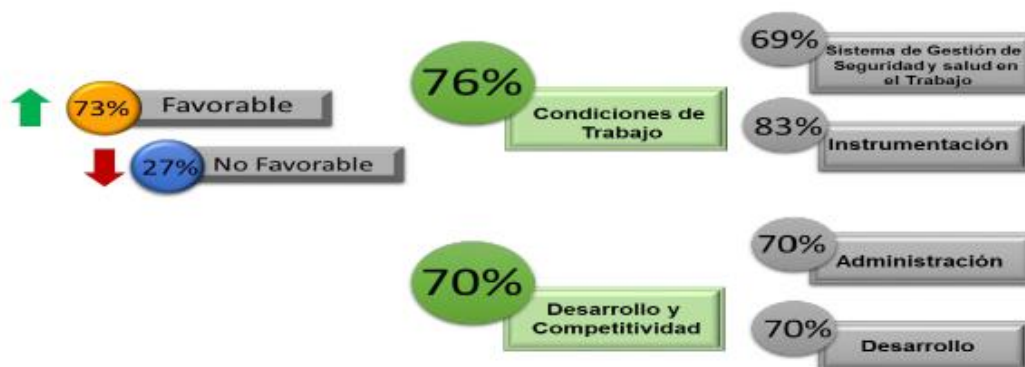 73%
Favorable
27%
No Favorable
76%
Condiciones de
Trabajo
69%
Sistema de Gestión de
Seguridad y salud en
el Trabajo
83%
Instrumentación
70%
Desarrollo y
Competitividad
70%
Administración
70%
Desarrollo